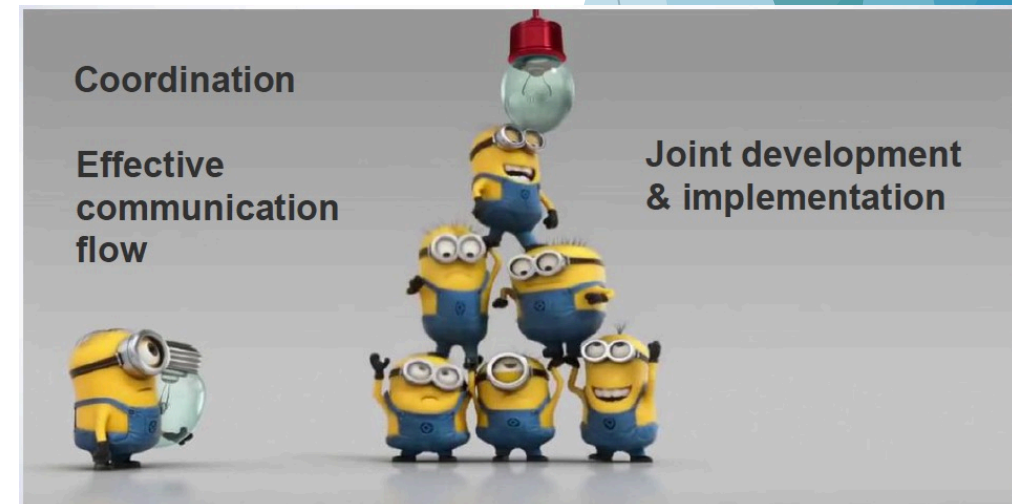 Coordination
Effective
communication
flow
Joint development
& implementation